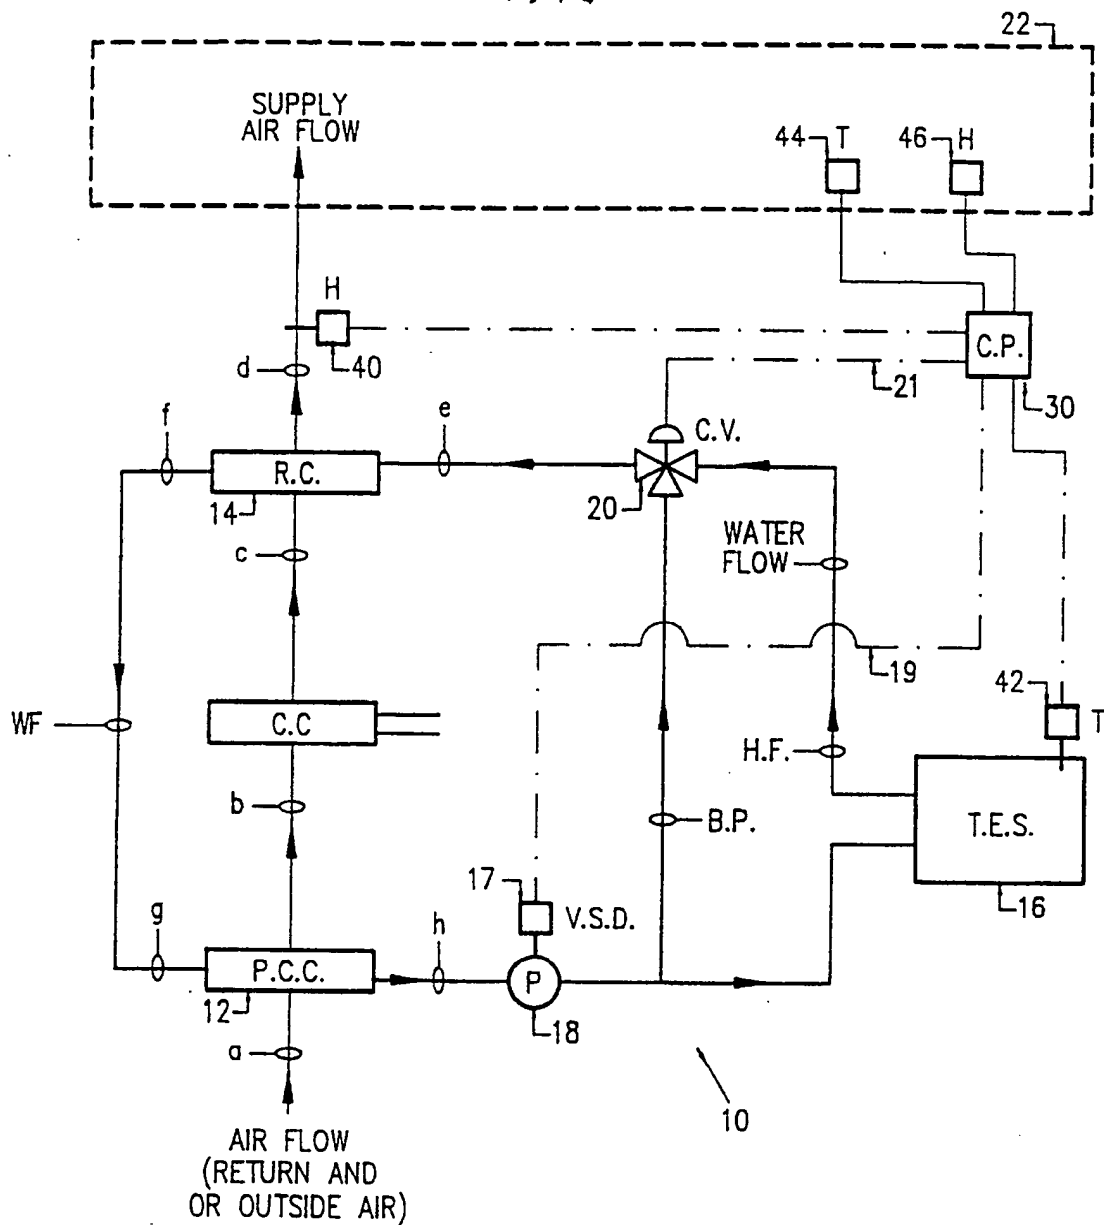 22
SUPPLY
AIR FLOW
44 T
46 H
H
40
d
C.P.
30
21
f
e
C.V.
R.C.
14
20
c
WATER
FLOW
19
42
T
WF
C.C
H.F.
b
B.P.
T.E.S.
16
17
V.S.D.
g
h
P.C.C.
12
P
18
a
10
AIR FLOW
(RETURN AND
OR OUTSIDE AIR)